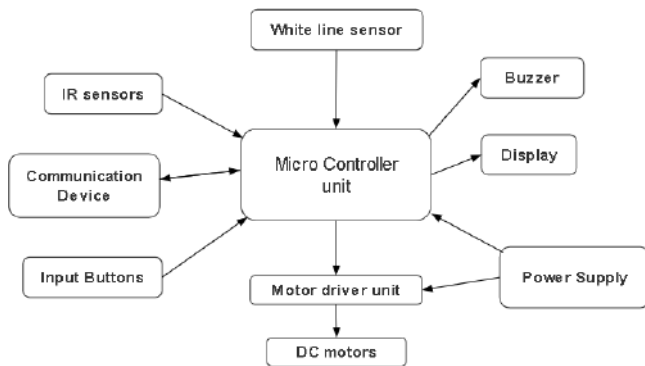 White line sensor
Buzzer
IR sensors
Display
Micro Controller
unit
Communication
Device
Input Buttons
Motor driver unit
Power Supply
DC motors